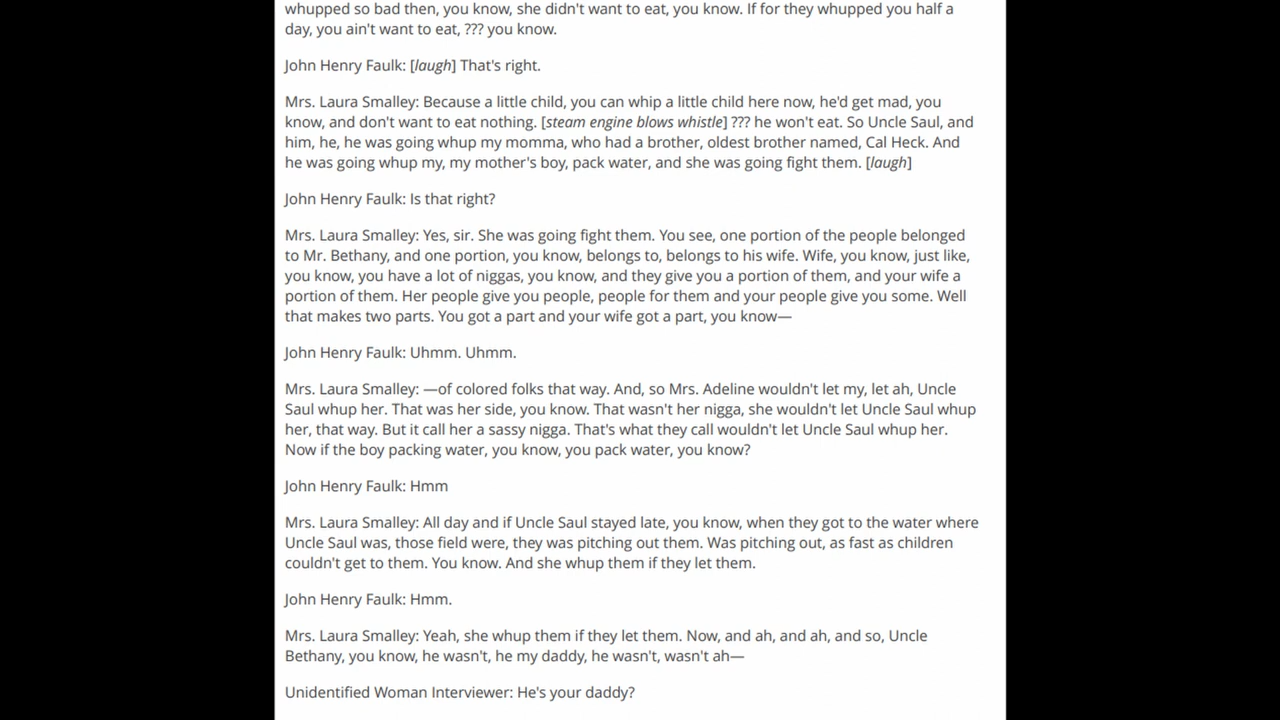 whupped so bad then, you know, she didn't want to eat, you know. If for they whupped you half a
day, you ain't want to eat, ??? you know.
John Henry Faulk: [laugh] That's right.
Mrs. Laura Smalley: Because a little child, you can whip a little child here now, he'd get mad, you
know, and don't want to eat nothing. [steam engine blows whistle] ??? he won't eat. So Uncle Saul, and
him, he, he was going whup my momma, who had a brother, oldest brother named, Cal Heck. And
he was going whup my, my mother's boy, pack water, and she was going fight them. [laugh]
John Henry Faulk: Is that right?
Mrs. Laura Smalley: Yes, sir. She was going fight them. You see, one portion of the people belonged
to Mr. Bethany, and one portion, you know, belongs to, belongs to his wife. Wife, you know, just like,
you know, you have a lot of niggas, you know, and they give you a portion of them, and your wife a
portion of them. Her people give you people, people for them and your people give you some. Well
that makes two parts. You got a part and your wife got a part, you know—
John Henry Faulk: Uhmm. Uhmm.
Mrs. Laura Smalley: —of colored folks that way. And, so Mrs. Adeline wouldn't let my, let ah, Uncle
Saul whup her. That was her side, you know. That wasn't her nigga, she wouldn't let Uncle Saul whup
her, that way. But it call her a sassy nigga. That's what they call wouldn't let Uncle Saul whup her.
Now if the boy packing water, you know, you pack water, you know?
John Henry Faulk: Hmm
Mrs. Laura Smalley: All day and if Uncle Saul stayed late, you know, when they got to the water where
Uncle Saul was, those field were, they was pitching out them. Was pitching out, as fast as children
couldn't get to them. You know. And she whup them if they let them.
John Henry Faulk: Hmm.
Mrs. Laura Smalley: Yeah, she whup them if they let them. Now, and ah, and ah, and so, Uncle
Bethany, you know, he wasn't, he my daddy, he wasn't, wasn't ah—
Unidentified Woman Interviewer: He's your daddy?